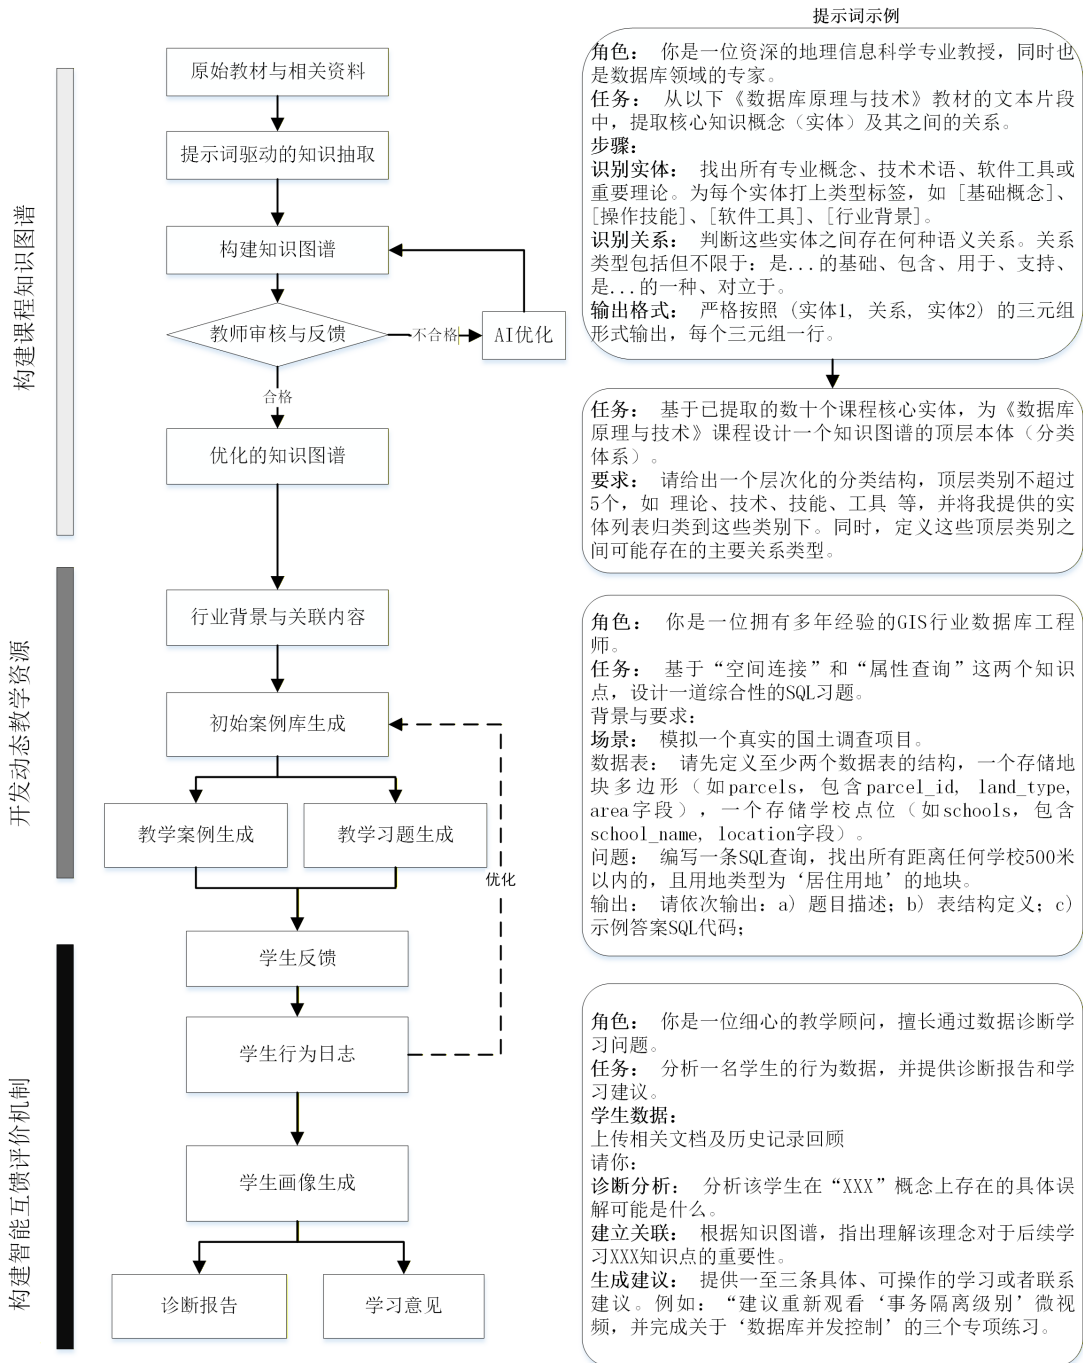 构建课程知识图谱
原始教材与相关资料
提示词驱动的知识抽取
构建知识图谱
教师审核与反馈
不合格
AI优化
合格
优化的知识图谱
开发动态教学资源
行业背景与关联内容
初始案例库生成
教学案例生成
教学习题生成
优化
构建智能互馈评价机制
学生反馈
学生行为日志
学生画像生成
诊断报告
学习意见
提示词示例
角色： 你是一位资深的地理信息科学专业教授，同时也
是数据库领域的专家。
任务： 从以下《数据库原理与技术》教材的文本片段
中，提取核心知识概念（实体）及其之间的关系。
步骤：
识别实体： 找出所有专业概念、技术术语、软件工具或
重要理论。为每个实体打上类型标签，如 [基础概念]、
[操作技能]、[软件工具]、[行业背景]。
识别关系： 判断这些实体之间存在何种语义关系。关系
类型包括但不限于：是...的基础、包含、用于、支持、
是...的一种、对立于。
输出格式： 严格按照 (实体1, 关系, 实体2) 的三元组
形式输出，每个三元组一行。
任务： 基于已提取的数十个课程核心实体，为《数据库
原理与技术》课程设计一个知识图谱的顶层本体（分类
体系）。
要求： 请给出一个层次化的分类结构，顶层类别不超过
5个，如 理论、技术、技能、工具 等，并将我提供的实
体列表归类到这些类别下。同时，定义这些顶层类别之
间可能存在的主要关系类型。
角色： 你是一位拥有多年经验的GIS行业数据库工程
师。
任务： 基于“空间连接”和“属性查询”这两个知识
点，设计一道综合性的SQL习题。
背景与要求：
场景： 模拟一个真实的国土调查项目。
数据表： 请先定义至少两个数据表的结构，一个存储地
块多边形（如parcels，包含parcel_id, land_type,
area字段），一个存储学校点位（如schools，包含
school_name, location字段）。
问题： 编写一条SQL查询，找出所有距离任何学校500米
以内的，且用地类型为‘居住用地’的地块。
输出： 请依次输出：a) 题目描述；b) 表结构定义；c)
示例答案SQL代码；
角色： 你是一位细心的教学顾问，擅长通过数据诊断学
习问题。
任务： 分析一名学生的行为数据，并提供诊断报告和学
习建议。
学生数据：
上传相关文档及历史记录回顾
请你：
诊断分析： 分析该学生在“XXX”概念上存在的具体误
解可能是什么。
建立关联： 根据知识图谱，指出理解该理念对于后续学
习XXX知识点的重要性。
生成建议： 提供一至三条具体、可操作的学习或者联系
建议。例如：“建议重新观看‘事务隔离级别’微视
频，并完成关于‘数据库并发控制’的三个专项练习。